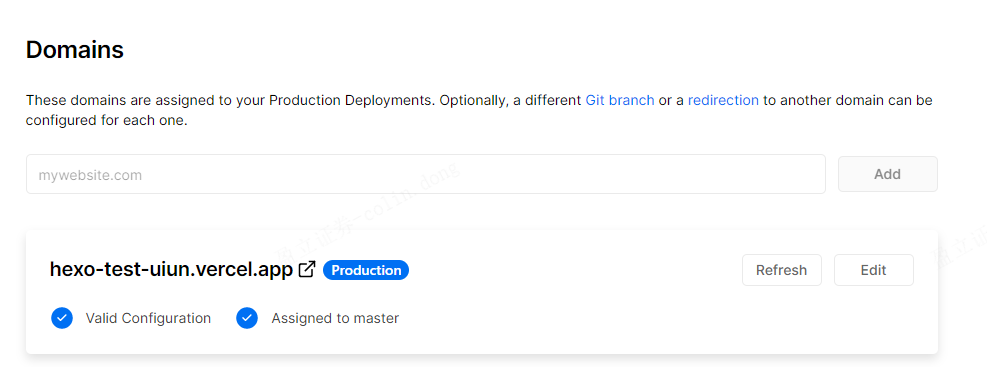 Domains
These domains are assigned to your Production Deployments. Optionally, a different Git branch or a redirection to another domain can be
configured for each one.
mywebsite.com
Add
hexo-test-uiun.vercel.app
Production
Refresh
Edit
Valid Configuration
Assigned to master
-colin.dong